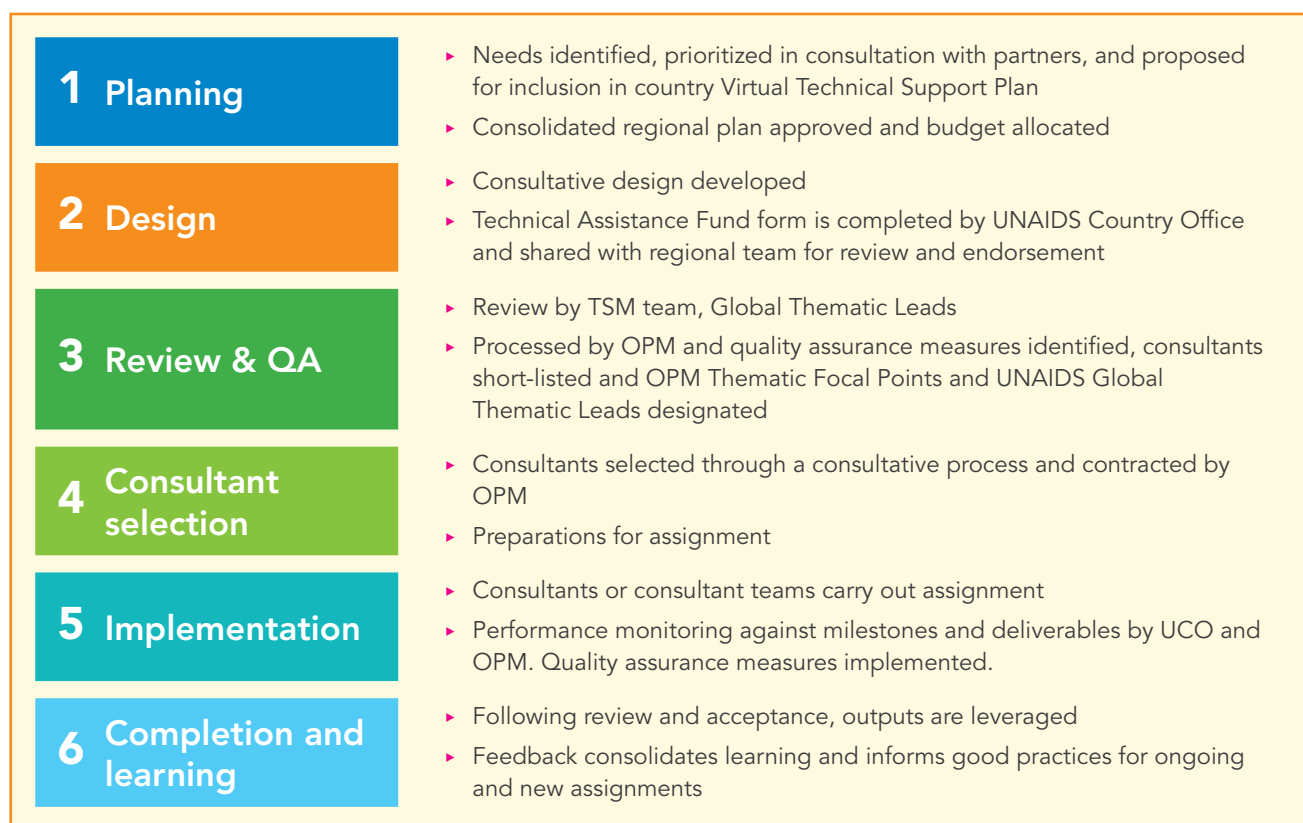 1 Planning
▸ Needs identified, prioritized in consultation with partners, and proposed
for inclusion in country Virtual Technical Support Plan
▸ Consolidated regional plan approved and budget allocated
2 Design
▸ Consultative design developed
▸ Technical Assistance Fund form is completed by UNAIDS Country Office
and shared with regional team for review and endorsement
3 Review & QA
▸ Review by TSM team, Global Thematic Leads
▸ Processed by OPM and quality assurance measures identified, consultants
short-listed and OPM Thematic Focal Points and UNAIDS Global
Thematic Leads designated
4 Consultant
selection
▸ Consultants selected through a consultative process and contracted by
OPM
▸ Preparations for assignment
5 Implementation
▸ Consultants or consultant teams carry out assignment
▸ Performance monitoring against milestones and deliverables by UCO and
OPM. Quality assurance measures implemented.
6 Completion and
learning
▸ Following review and acceptance, outputs are leveraged
▸ Feedback consolidates learning and informs good practices for ongoing
and new assignments